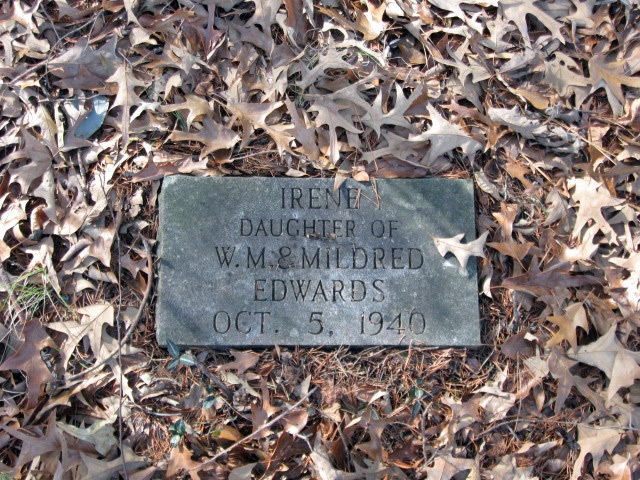 IRENE
DAUGHTER OF
W.M.&MiLDRED
EDWARDS
OCT. 5, 1940